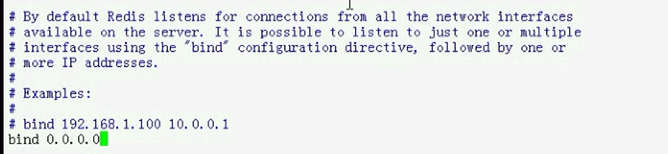 # By default Redis listens for connections from all the network interfaces
# available on the server. It is possible to listen to just one or multiple
# interfaces using the "bind" configuration directive, followed by one or
# more IP addresses.
#
# Examples:
#
# bind 192.168.1.100 10.0.0.1
bind 0.0.0.0